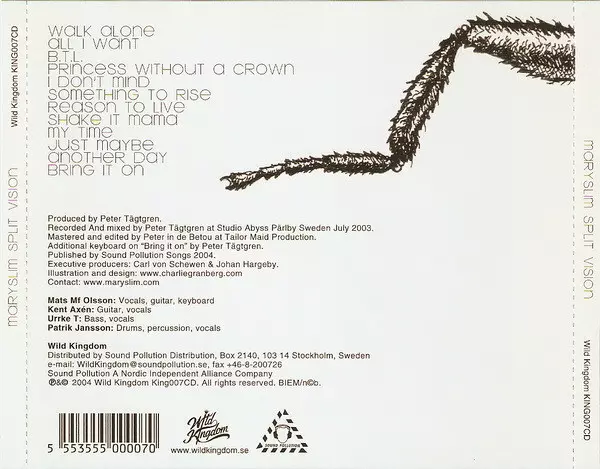 Wild Kingdom KING007CD
MARYSLIM SPLIT VISION
WALK ALONE
ALL I WANT
B.T.L.
PRINCESS WITHOUT A CROWN
I DON'T MIND
SOMETHING TO RISE
REASON TO LIVE
SHAKE IT MAMA
MY TIME
JUST MAYBE
ANOTHER DAY
BRING IT ON
Produced by Peter Tägtgren.
Recorded And mixed by Peter Tägtgren at Studio Abyss Pärlby Sweden July 2003.
Mastered and edited by Peter in de Betou at Tailor Maid Production.
Additional keyboard on "Bring it on" by Peter Tägtgren.
Published by Sound Pollution Songs 2004.
Executive producers: Carl von Schewen & Johan Hargeby.
Illustration and design: www.charliegranberg.com
Contact: www.maryslim.com
Mats Mf Olsson: Vocals, guitar, keyboard
Kent Axén: Guitar, vocals
Urrke T: Bass, vocals
Patrik Jansson: Drums, percussion, vocals
Wild Kingdom
Distributed by Sound Pollution Distribution, Box 2140, 103 14 Stockholm, Sweden
e-mail: WildKingdom@soundpollution.se, fax +46-8-200726
Sound Pollution A Nordic Independent Alliance Company
℗&© 2004 Wild Kingdom King007CD. All rights reserved. BIEM/n©b.
5 553555 000070
Wild Kingdom
www.wildkingdom.se
SOUND POLLUTION
MARYSLIM SPLIT VISION
Wild Kingdom KING007CD